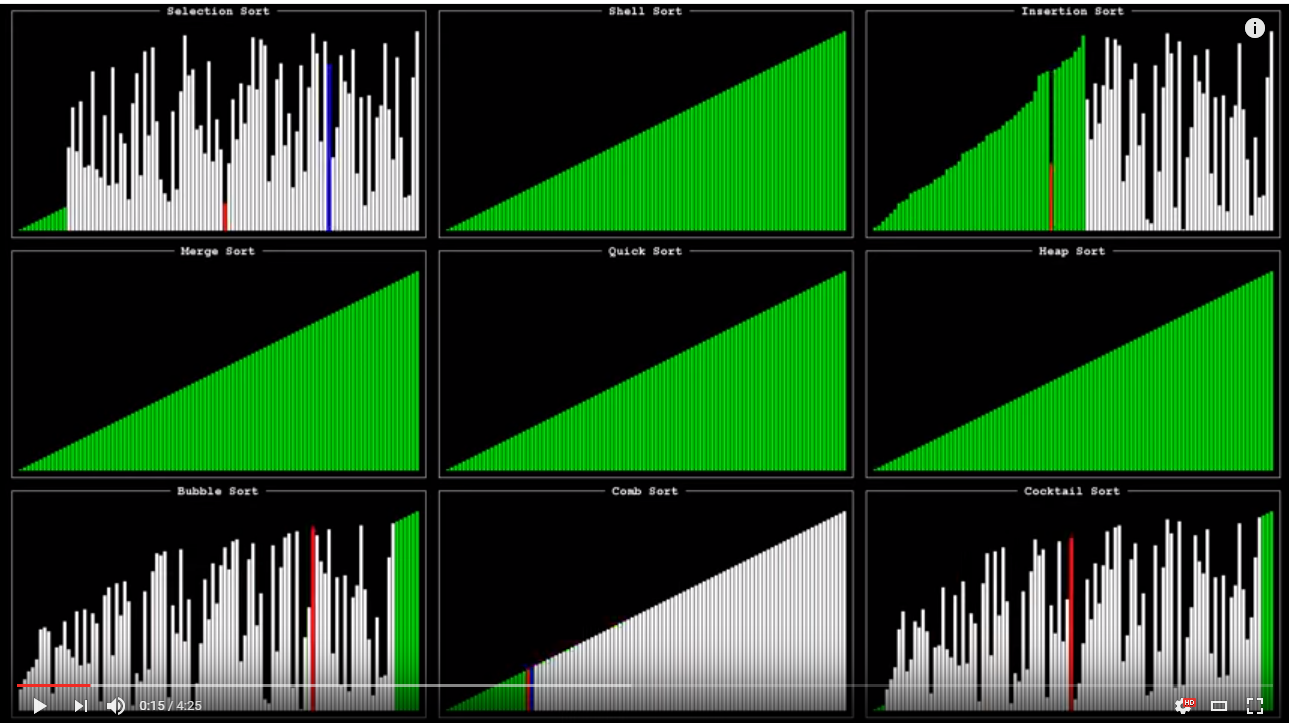 Selection Sort
Shell Sort
Insertion Sort
Merge Sort
Quick Sort
Heap Sort
Bubble Sort
Comb Sort
Cocktail Sort
0:15 / 4:25
HD